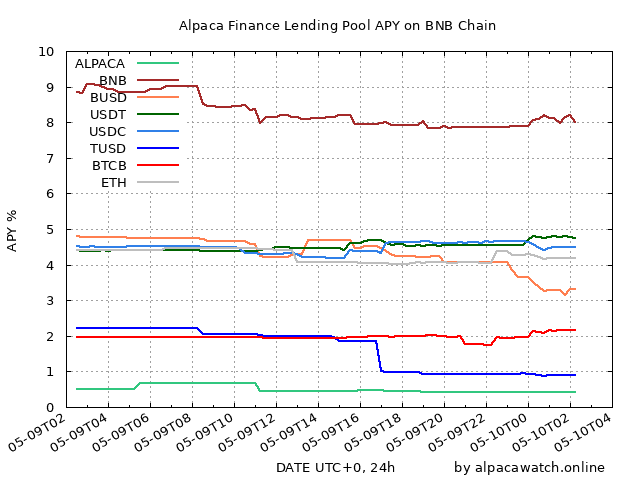 Alpaca Finance Lending Pool APY on BNB Chain
10
9
8
7
6
5
4
3
2
1
0
APY %
ALPACA
BNB
BUSD
USDT
USDC
TUSD
BTCB
ETH
05-09T02
05-09T04
05-09T06
05-09T08
05-09T10
05-09T12
05-09T14
05-09T16
05-09T18
05-09T20
05-09T22
05-10T00
05-10T02
05-10T04
DATE UTC+0, 24h
by alpacawatch.online